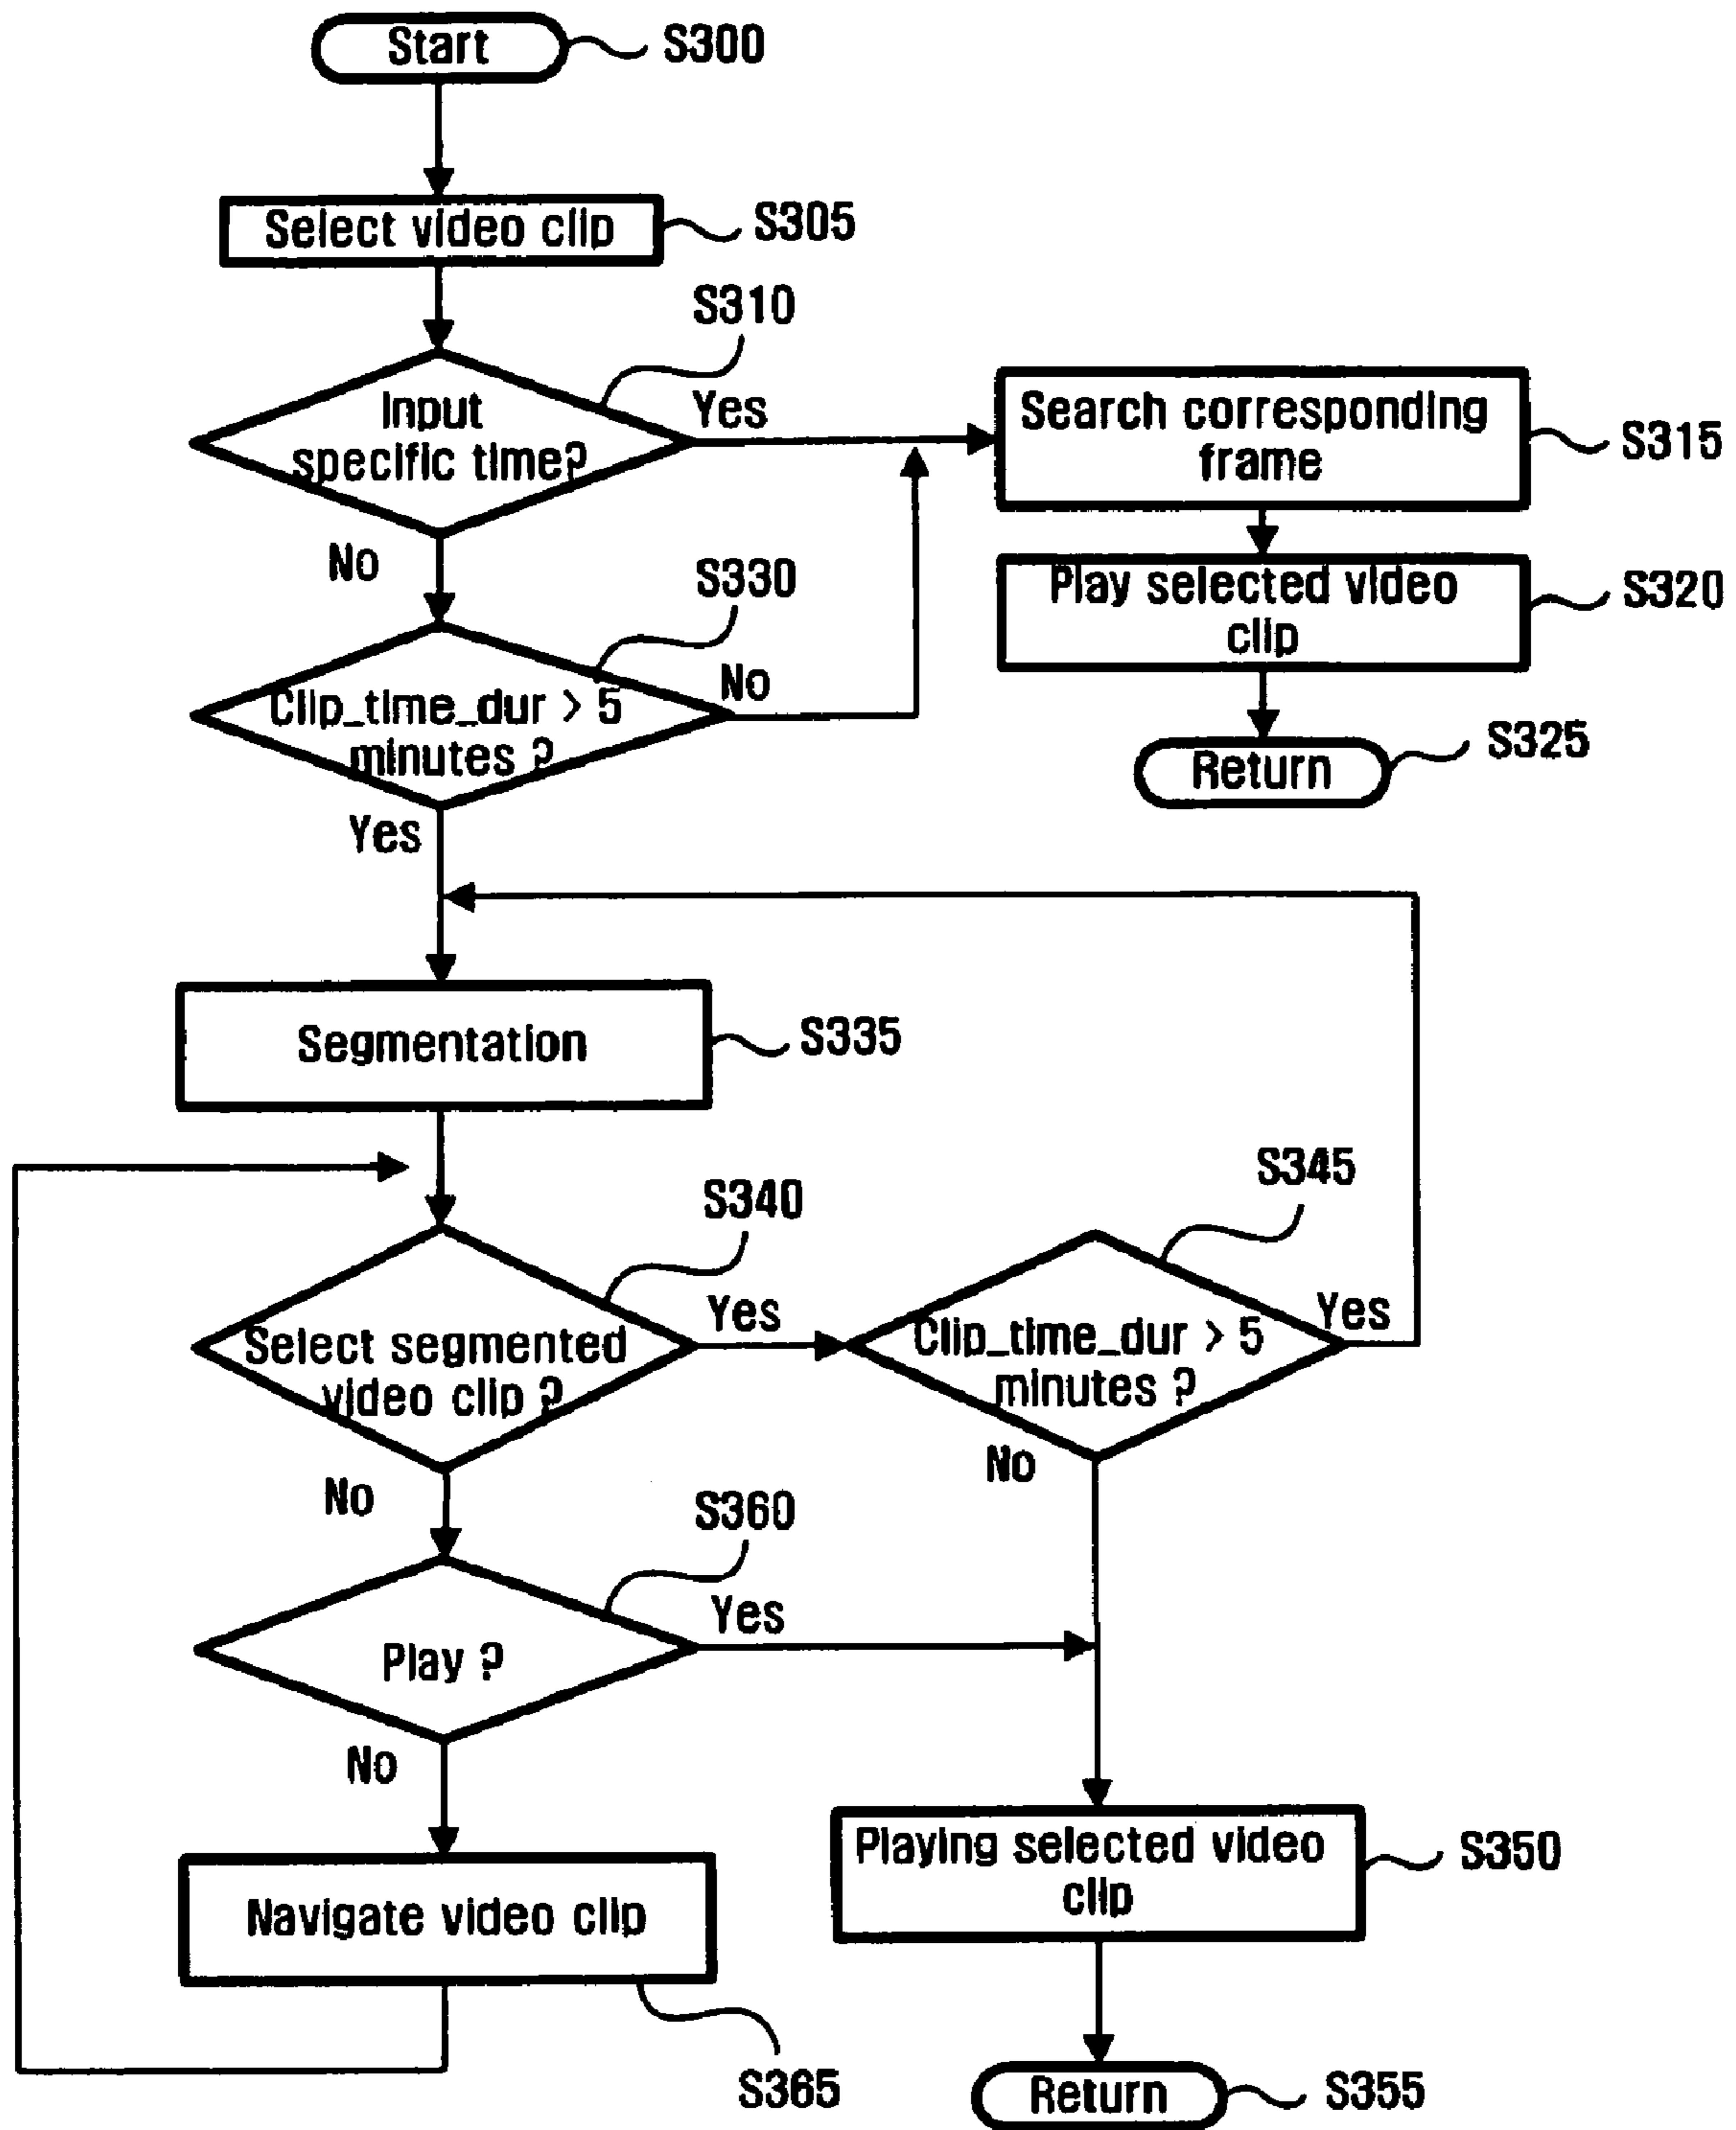 Start
S300
Select video clip
S305
S310
Input
specific time?
Yes
No
Search corresponding
frame
S315
Play selected video
clip
S320
Return
S325
S330
Clip_time_dur > 5
minutes ?
No
Yes
Segmentation
S335
S340
Select segmented
video clip ?
Yes
No
S345
Clip_time_dur > 5
minutes ?
Yes
No
S360
Play ?
Yes
No
Playing selected video
clip
S350
Navigate video clip
S365
Return
S355